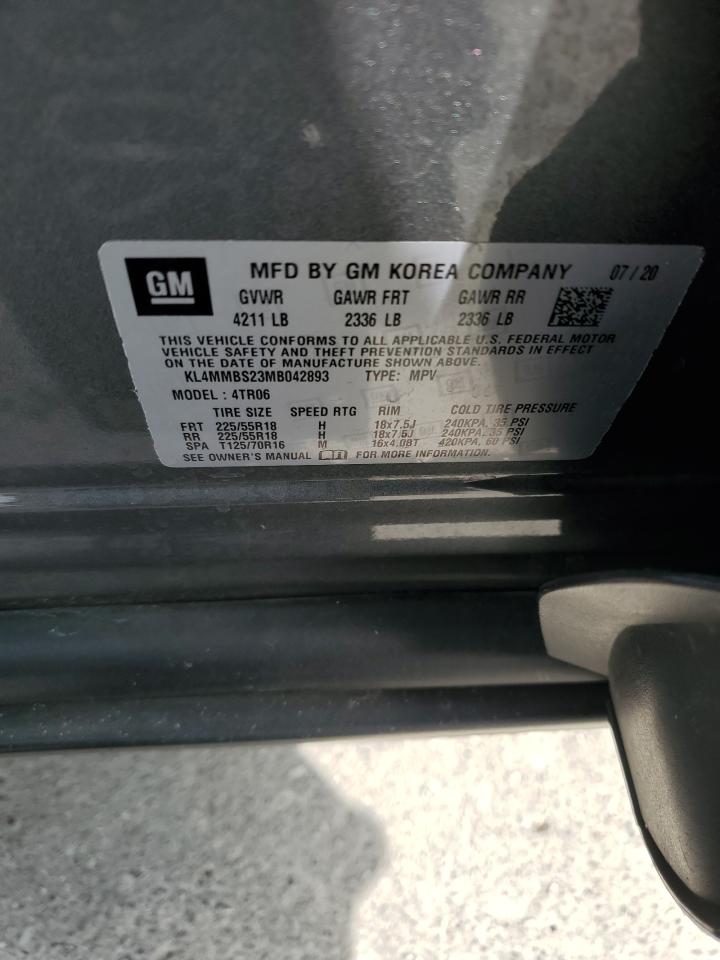 GM MFD BY GM KOREA COMPANY 07 / 20
GVWR GAWR FRT GAWR RR
4211 LB 2336 LB 2336 LB
THIS VEHICLE CONFORMS TO ALL APPLICABLE U.S. FEDERAL MOTOR
VEHICLE SAFETY AND THEFT PREVENTION STANDARDS IN EFFECT
ON THE DATE OF MANUFACTURE SHOWN ABOVE.
KL4MMBS23MB042893 TYPE: MPV
MODEL : 4TR06
TIRE SIZE SPEED RTG RIM COLD TIRE PRESSURE
FRT 225/55R18 H 18x7.5J 240KPA, 35 PSI
RR 225/55R18 H 18x7.5J 240KPA, 35 PSI
SPA T125/70R16 M 16x4.0BT 420KPA, 60 PSI
SEE OWNER'S MANUAL FOR MORE INFORMATION.